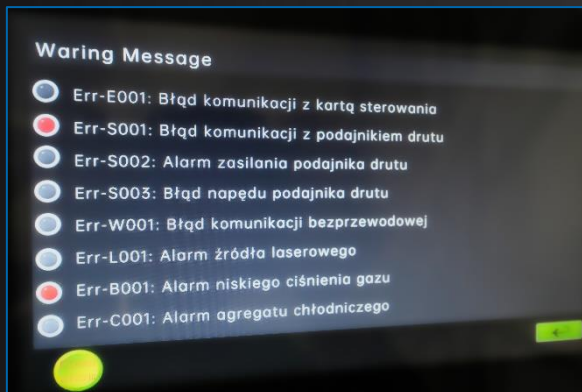 Waring Message
Err-E001: Błąd komunikacji z kartą sterowania
Err-S001: Błąd komunikacji z podajnikiem drutu
Err-S002: Alarm zasilania podajnika drutu
Err-S003: Błąd napędu podajnika drutu
Err-W001: Błąd komunikacji bezprzewodowej
Err-L001: Alarm źródła laserowego
Err-B001: Alarm niskiego ciśnienia gazu
Err-C001: Alarm agregatu chłodniczego